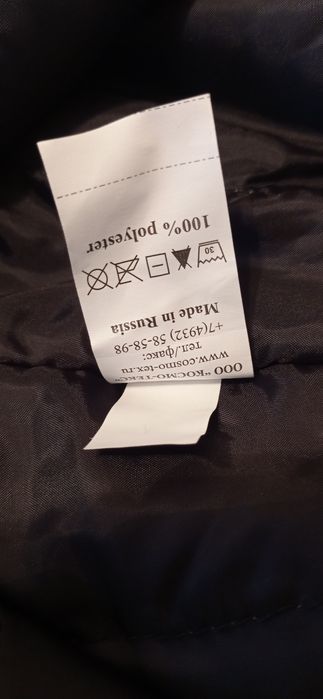 ООО "КОСМО-ТЕКС"
www.cosmo-tex.ru
тел./факс:
+7(4932) 58-58-98
Made in Russia
30
100% polyester